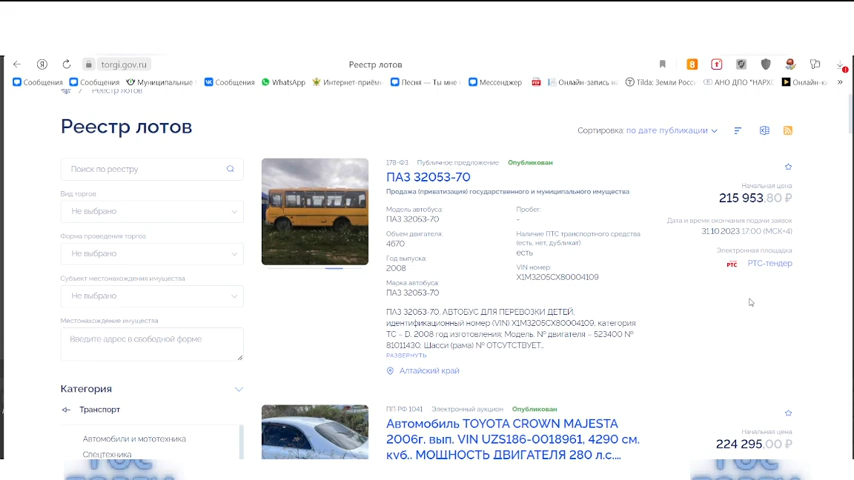 torgi.gov.ru
Реестр лотов
Сообщения
Сообщения
Муниципальные
Сообщения
WhatsApp
Интернет-приём
Песня — Ты мне
Мессенджер
Онлайн-запись н
Tilda: Земли Росс
АНО ДПО "НАРХ
Онлайн-к
»
/ Реестр лотов
Реестр лотов
Сортировка: по дате публикации
Поиск по реестру
Вид торгов
Не выбрано
Форма проведения торгов
Не выбрано
Субъект местонахождения имущества
Не выбрано
Местонахождение имущества
Введите адрес в свободной форме
Категория
Транспорт
Автомобили и мототехника
Спецтехника
178-ФЗ Публичное предложение Опубликован
ПАЗ 32053-70
Продажа (приватизация) государственного и муниципального имущества
Модель автобуса:
ПАЗ 32053-70
Объем двигателя:
4670
Год выпуска:
2008
Марка автобуса:
ПАЗ 32053-70
Пробег:
-
Наличие ПТС транспортного средства
(есть, нет, дубликат):
есть
VIN номер:
X1M3205CX80004109
ПАЗ 32053-70, АВТОБУС ДЛЯ ПЕРЕВОЗКИ ДЕТЕЙ,
идентификационный номер (VIN) X1M3205CX80004109, категория
ТС – D, 2008 год изготовления; Модель, № двигателя – 523400 №
81011430; Шасси (рама) № ОТСУТСТВУЕТ...
РАЗВЕРНУТЬ
Алтайский край
Начальная цена
215 953,80 ₽
Дата и время окончания подачи заявок
31.10.2023 17:00 (МСК+4)
Электронная площадка
РТС
РТС-тендер
ПП РФ 1041 Электронный аукцион Опубликован
Автомобиль TOYOTA CROWN MAJESTA
2006г. вып. VIN UZS186-0018961, 4290 см.
куб., МОЩНОСТЬ ДВИГАТЕЛЯ 280 л.с....
Начальная цена
224 295,00 ₽